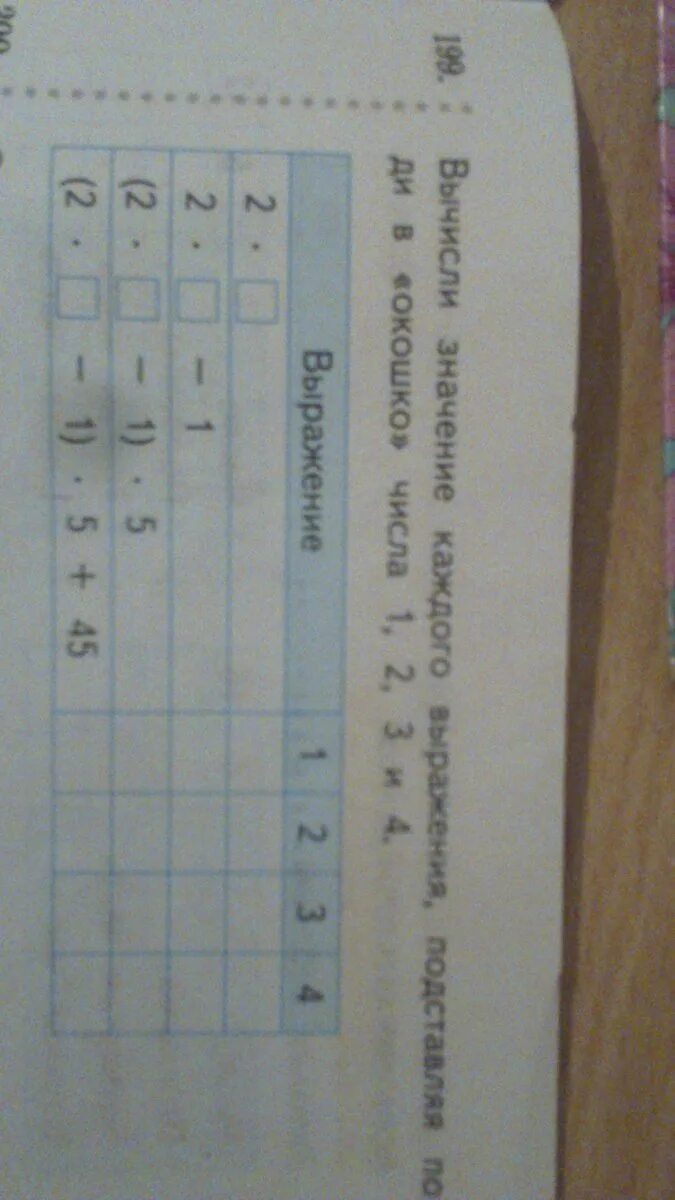 199. Вычисли значение каждого выражения, подставляя по
ди в «окошко» числа 1, 2, 3 и 4.
Выражение 1 2 3 4
2 · □
2 · □ − 1
(2 · □ − 1) · 5
(2 · □ − 1) · 5 + 45